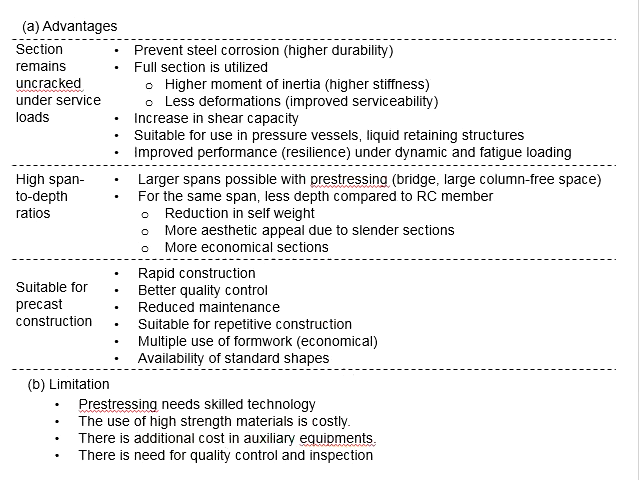 (a) Advantages
Section remains uncracked under service loads
• Prevent steel corrosion (higher durability)
• Full section is utilized
o Higher moment of inertia (higher stiffness)
o Less deformations (improved serviceability)
• Increase in shear capacity
• Suitable for use in pressure vessels, liquid retaining structures
• Improved performance (resilience) under dynamic and fatigue loading
High span-to-depth ratios
• Larger spans possible with prestressing (bridge, large column-free space)
• For the same span, less depth compared to RC member
o Reduction in self weight
o More aesthetic appeal due to slender sections
o More economical sections
Suitable for precast construction
• Rapid construction
• Better quality control
• Reduced maintenance
• Suitable for repetitive construction
• Multiple use of formwork (economical)
• Availability of standard shapes
(b) Limitation
• Prestressing needs skilled technology
• The use of high strength materials is costly.
• There is additional cost in auxiliary equipments.
• There is need for quality control and inspection